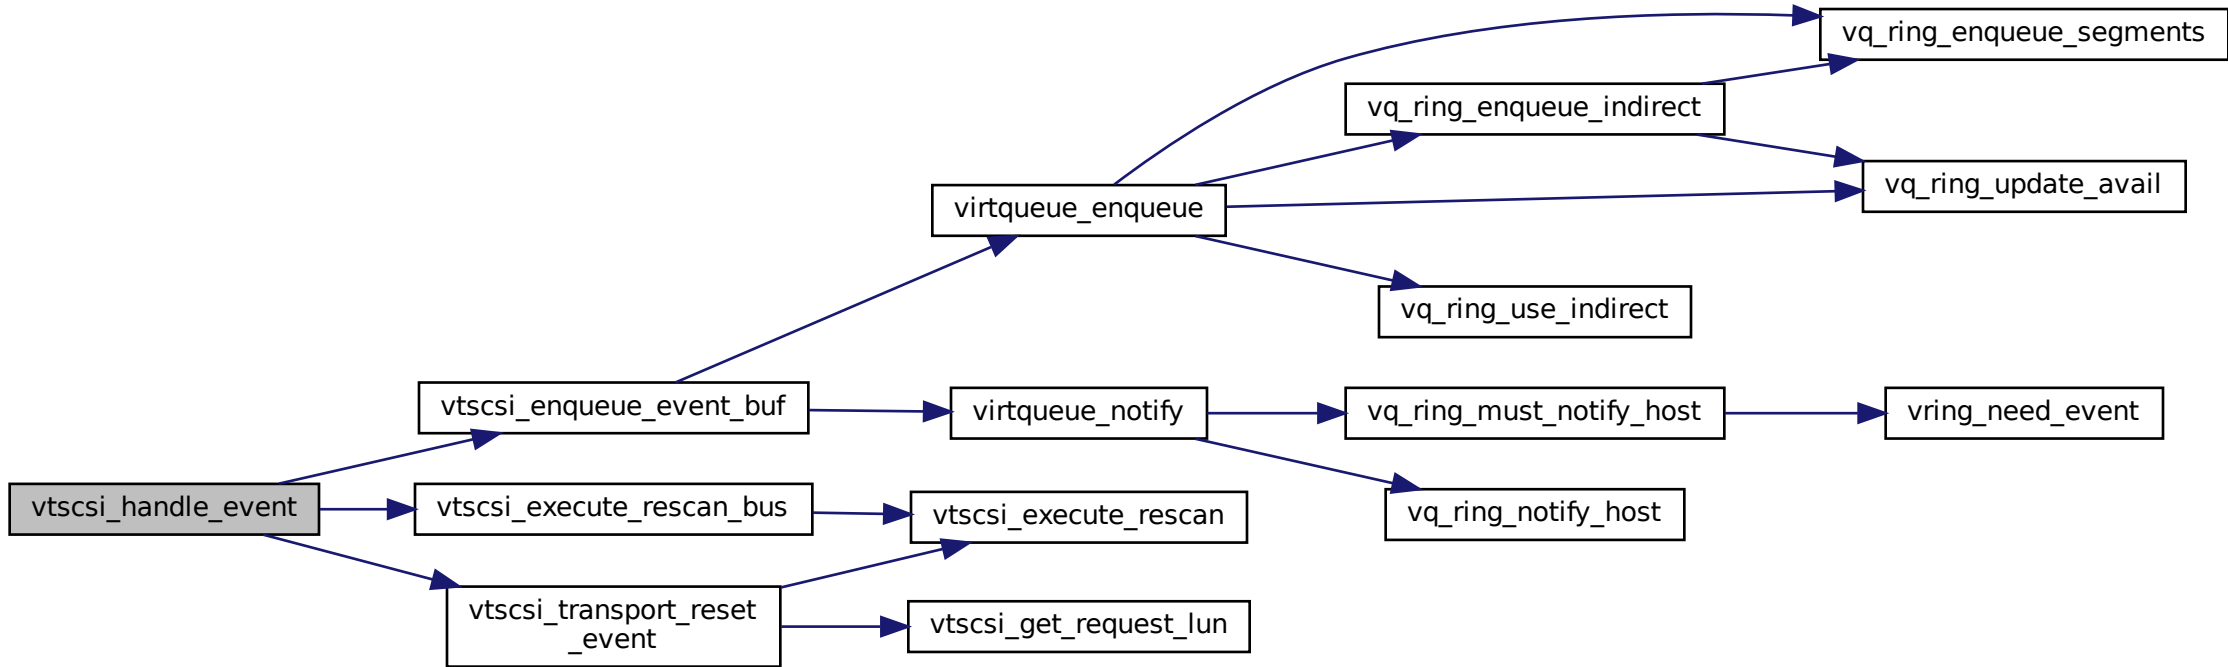 vq_ring_enqueue_segments
vq_ring_enqueue_indirect
vq_ring_update_avail
virtqueue_enqueue
vq_ring_use_indirect
vtscsi_enqueue_event_buf
virtqueue_notify
vq_ring_must_notify_host
vring_need_event
vtscsi_handle_event
vtscsi_execute_rescan_bus
vtscsi_execute_rescan
vq_ring_notify_host
vtscsi_transport_reset
_event
vtscsi_get_request_lun